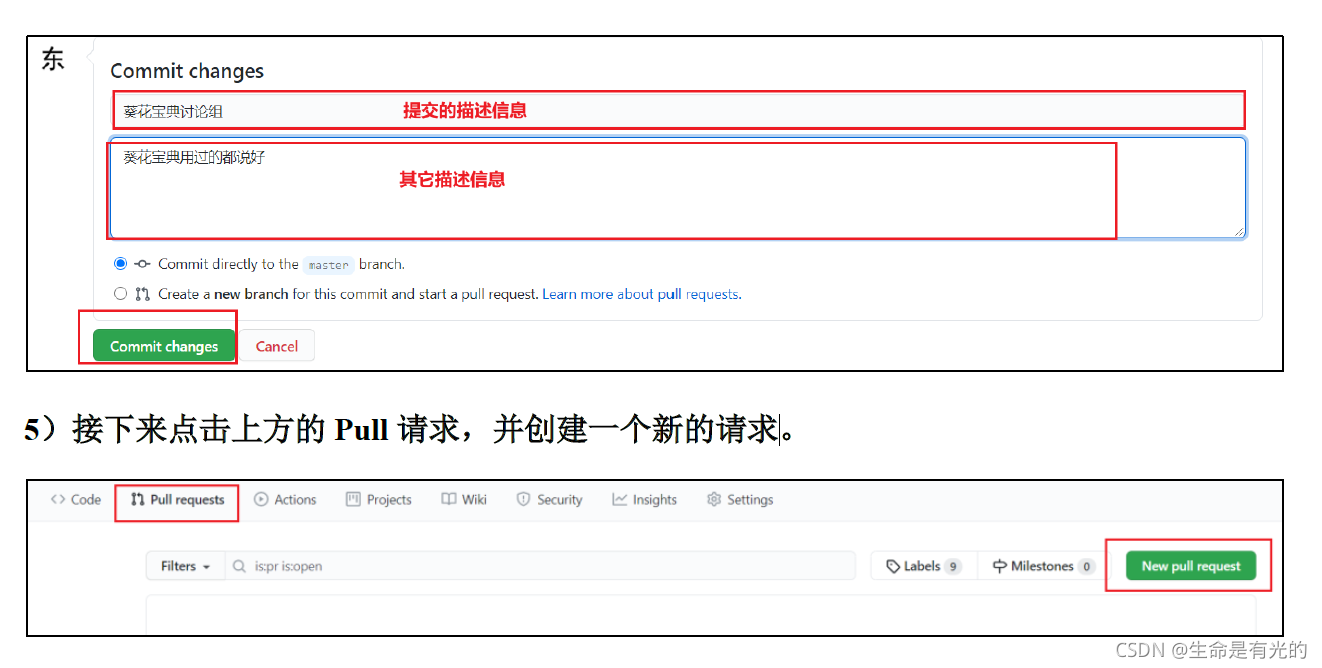 东
Commit changes
葵花宝典讨论组 提交的描述信息
葵花宝典用过的都说好
其它描述信息
Commit directly to the master branch.
Create a new branch for this commit and start a pull request. Learn more about pull requests.
Commit changes Cancel
5）接下来点击上方的 Pull 请求，并创建一个新的请求。
Code Pull requests Actions Projects Wiki Security Insights Settings
Filters is:pr is:open Labels 9 Milestones 0 New pull request
CSDN @生命是有光的